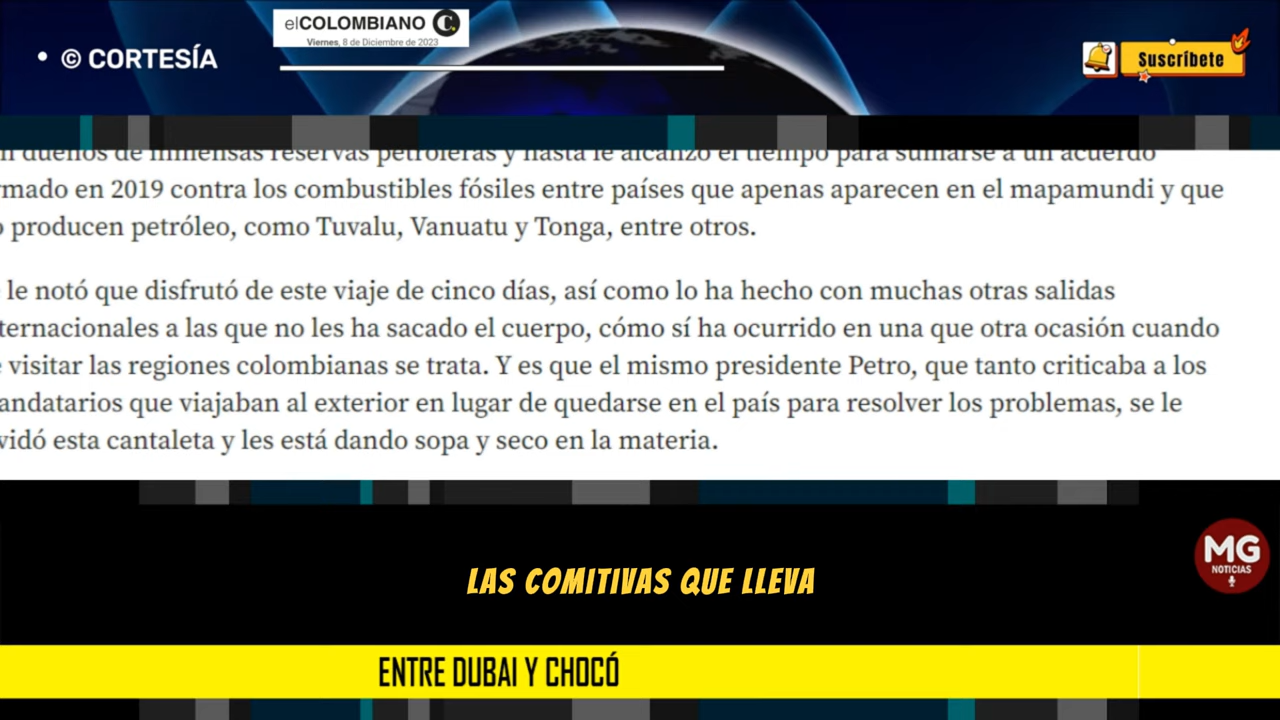 elCOLOMBIANO
Viernes, 8 de Diciembre de 2023
• © CORTESÍA
Suscríbete
n dueños de inmensas reservas petroleras y hasta le alcanzó el tiempo para sumarse a un acuerdo
rmado en 2019 contra los combustibles fósiles entre países que apenas aparecen en el mapamundi y que
o producen petróleo, como Tuvalu, Vanuatu y Tonga, entre otros.
e le notó que disfrutó de este viaje de cinco días, así como lo ha hecho con muchas otras salidas
ternacionales a las que no les ha sacado el cuerpo, cómo sí ha ocurrido en una que otra ocasión cuando
e visitar las regiones colombianas se trata. Y es que el mismo presidente Petro, que tanto criticaba a los
andatarios que viajaban al exterior en lugar de quedarse en el país para resolver los problemas, se le
vidó esta cantaleta y les está dando sopa y seco en la materia.
MG
NOTICIAS
LAS COMITIVAS QUE LLEVA
ENTRE DUBAI Y CHOCÓ